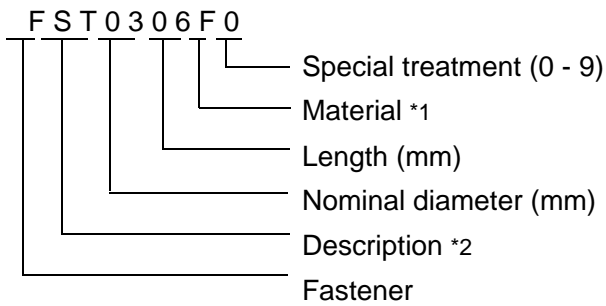 F S T 0 3 0 6 F 0
Special treatment (0 - 9)
Material *1
Length (mm)
Nominal diameter (mm)
Description *2
Fastener